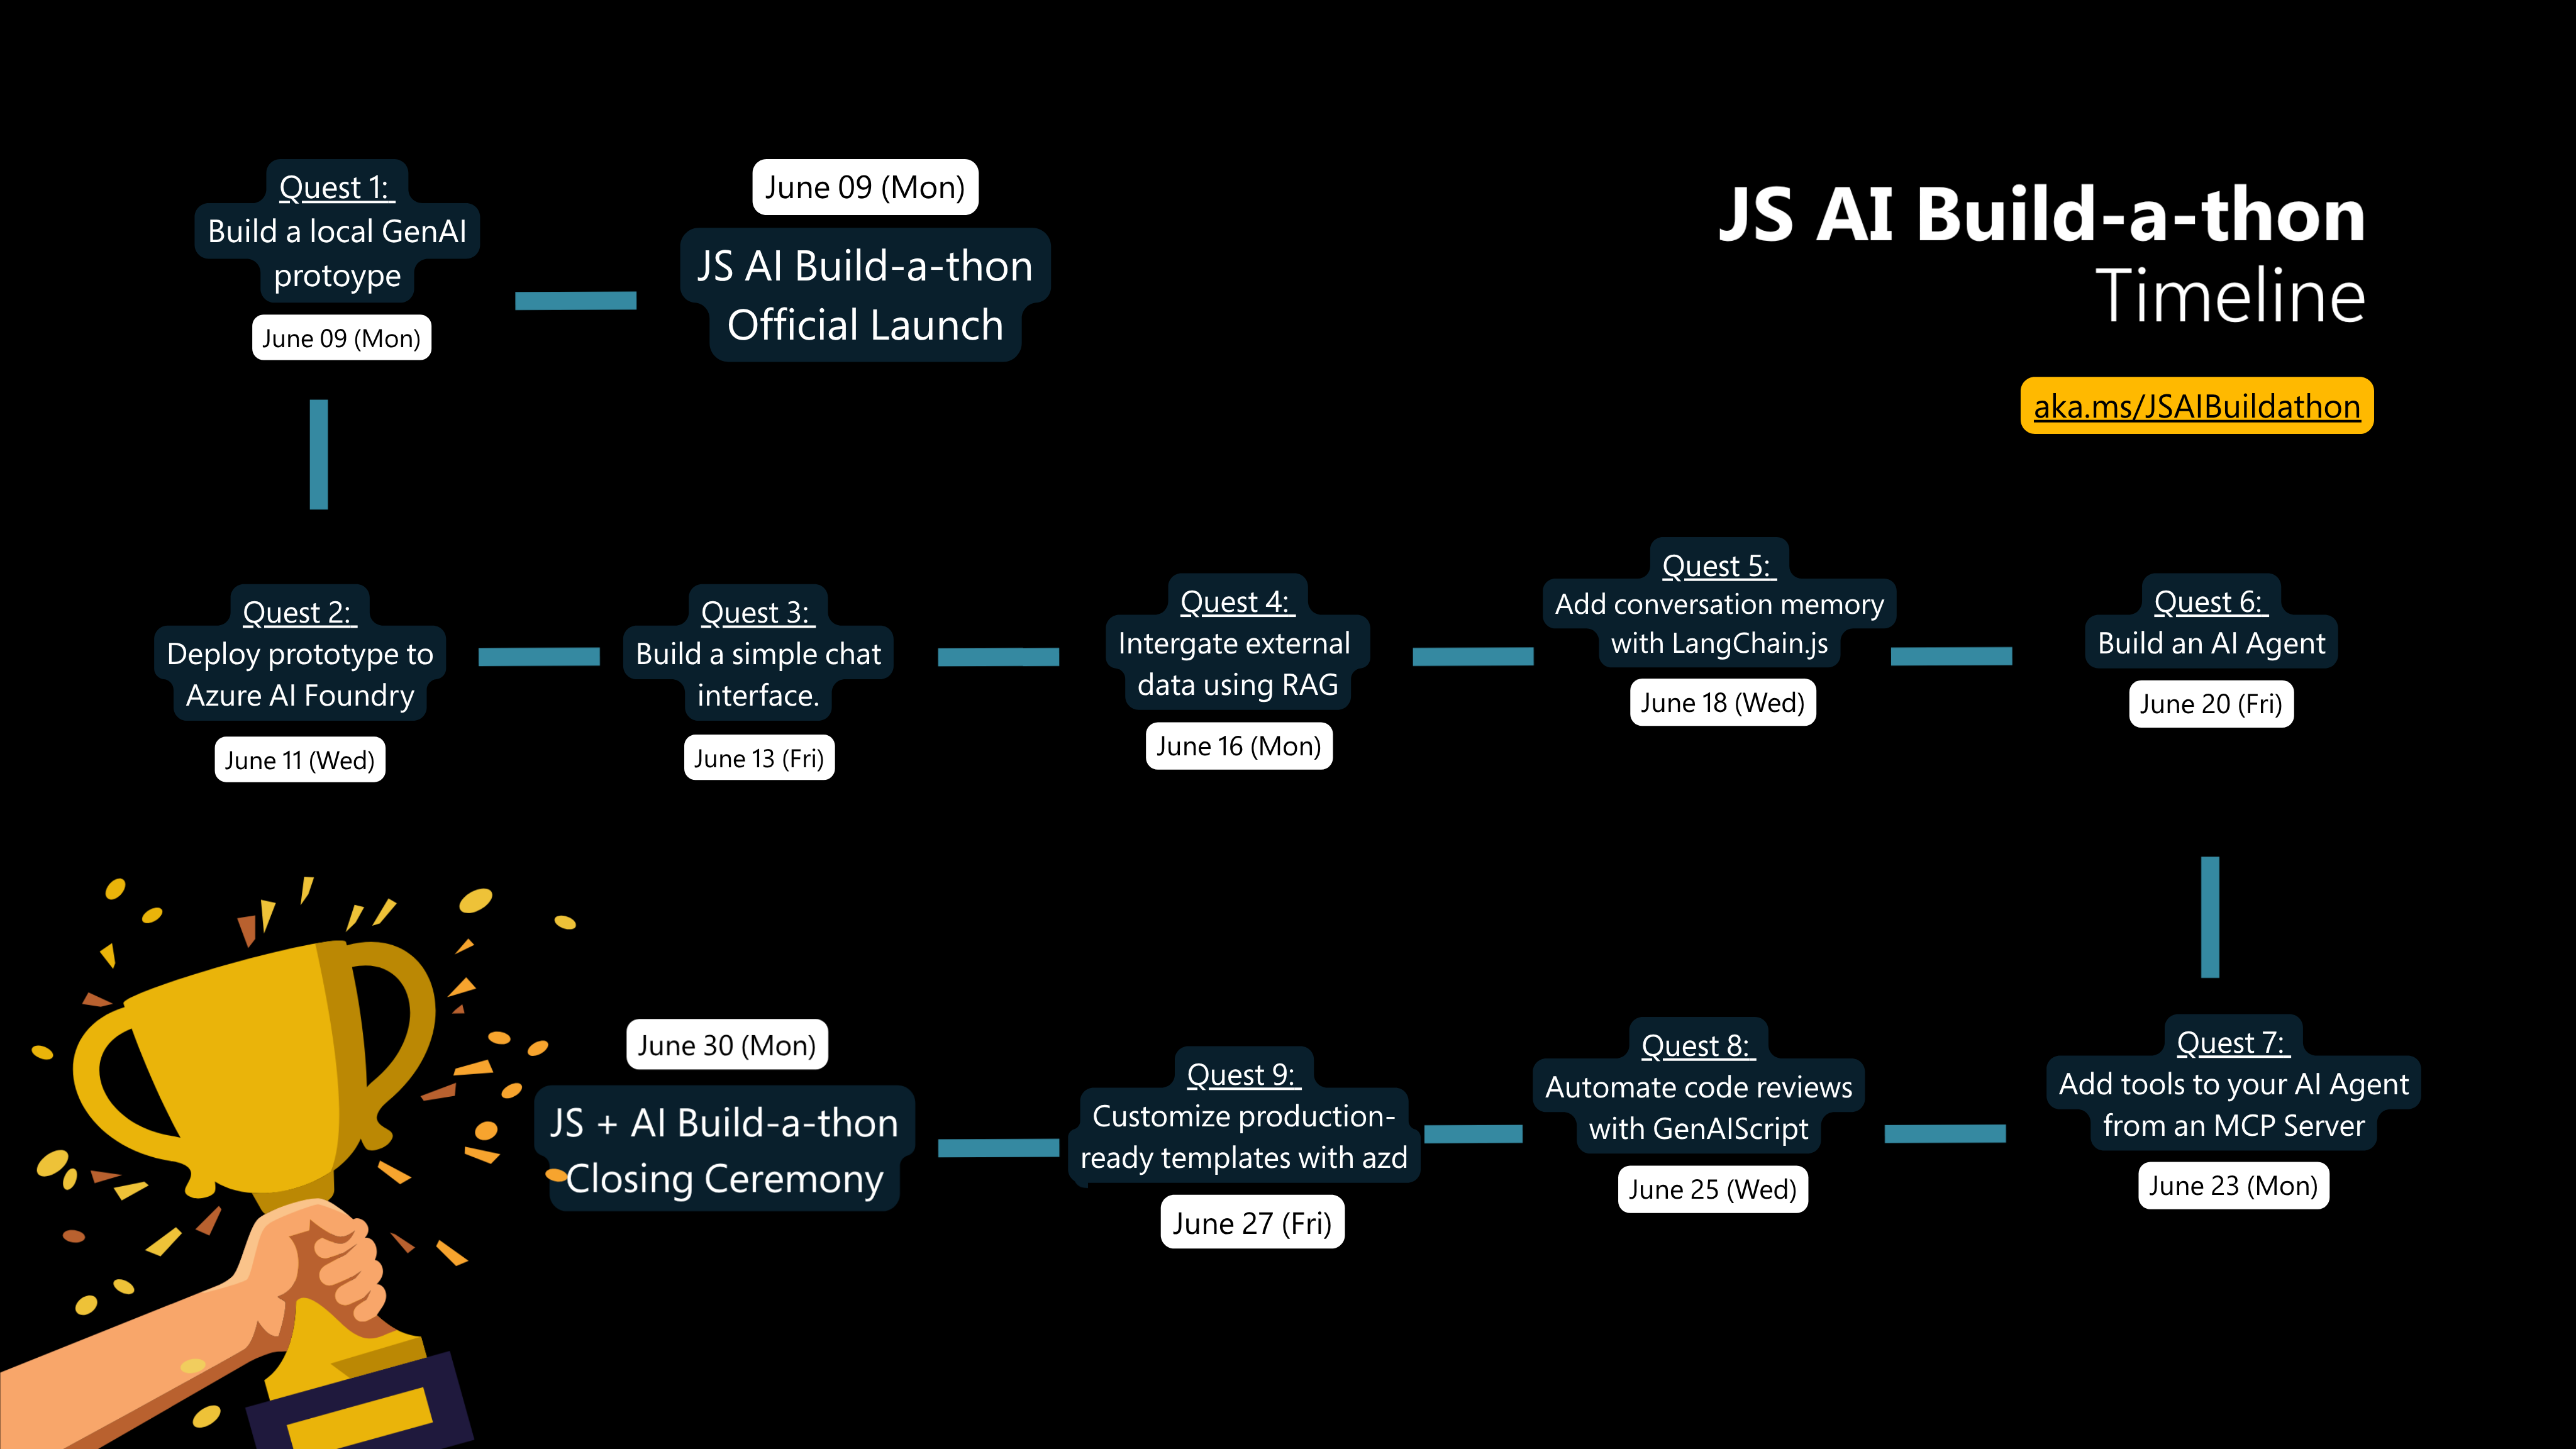 JS AI Build-a-thon
Timeline
aka.ms/JSAIBuildathon
June 09 (Mon)
JS AI Build-a-thon
Official Launch
Quest 1:
Build a local GenAI
protoype
June 09 (Mon)
Quest 2:
Deploy prototype to
Azure AI Foundry
June 11 (Wed)
Quest 3:
Build a simple chat
interface.
June 13 (Fri)
Quest 4:
Intergate external
data using RAG
June 16 (Mon)
Quest 5:
Add conversation memory
with LangChain.js
June 18 (Wed)
Quest 6:
Build an AI Agent
June 20 (Fri)
Quest 7:
Add tools to your AI Agent
from an MCP Server
June 23 (Mon)
Quest 8:
Automate code reviews
with GenAIScript
June 25 (Wed)
Quest 9:
Customize production-
ready templates with azd
June 27 (Fri)
June 30 (Mon)
JS + AI Build-a-thon
Closing Ceremony